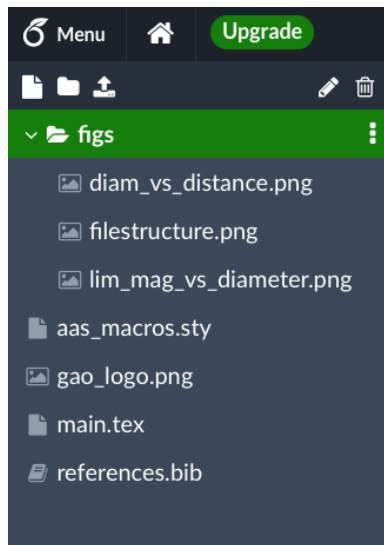 Menu Upgrade
figs
diam_vs_distance.png
filestructure.png
lim_mag_vs_diameter.png
aas_macros.sty
gao_logo.png
main.tex
references.bib